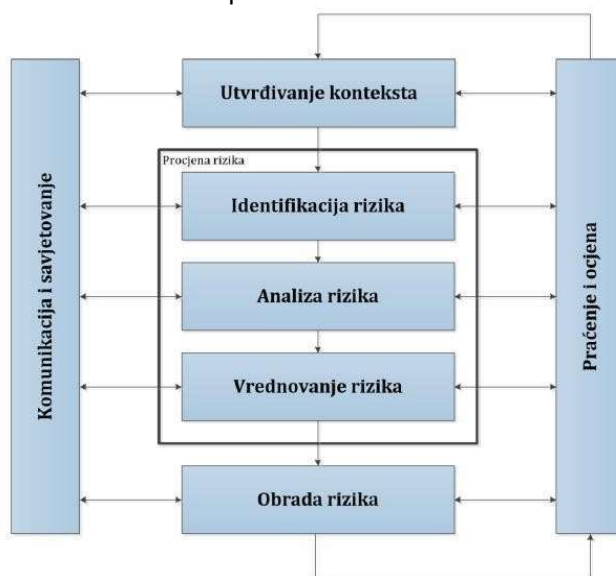 Utvrđivanje konteksta
Procjena rizika
Identifikacija rizika
Analiza rizika
Vrednovanje rizika
Obrada rizika
Komunikacija i savjetovanje
Praćenje i ocjena